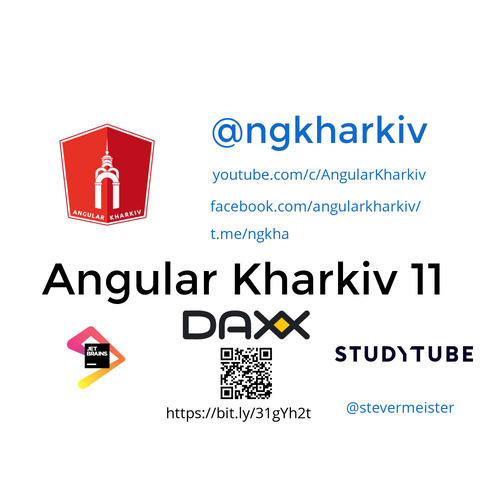 @ngkharkiv
youtube.com/c/AngularKharkiv
facebook.com/angularkharkiv/
t.me/ngkha
ANGULAR KHARKIV
Angular Kharkiv 11
DAXX
JET
BRAINS
STUDYTUBE
https://bit.ly/31gYh2t
@stevermeister